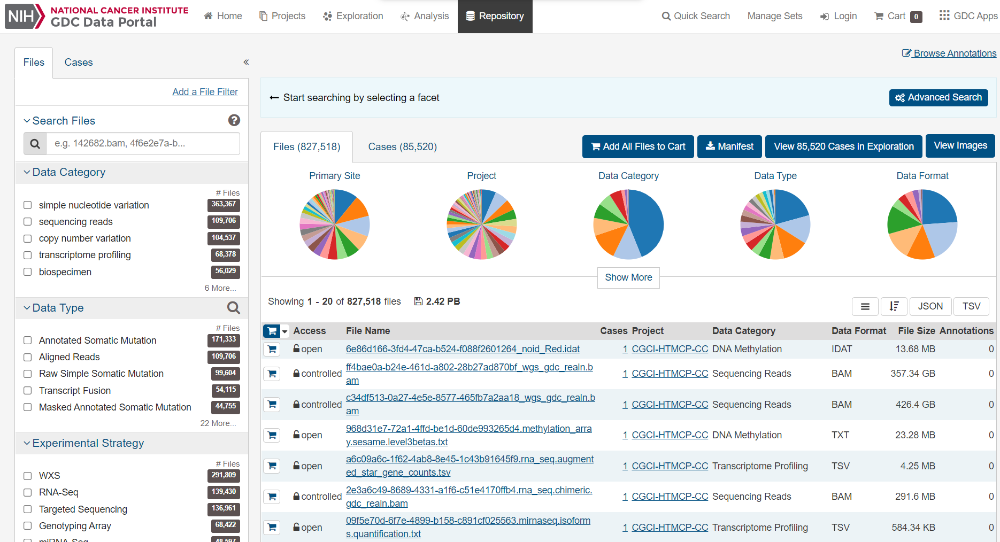 NIH NATIONAL CANCER INSTITUTE
GDC Data Portal
Home Projects Exploration Analysis Repository Quick Search Manage Sets Login Cart 0 GDC Apps
Files Cases «
Browse Annotations
Add a File Filter
← Start searching by selecting a facet
Advanced Search
Search Files ?
e.g. 142682.bam, 4f6e2e7a-b...
Data Category
# Files
simple nucleotide variation 363,367
sequencing reads 109,706
copy number variation 104,537
transcriptome profiling 68,378
biospecimen 56,029
6 More...
Data Type
# Files
Annotated Somatic Mutation 171,333
Aligned Reads 109,706
Raw Simple Somatic Mutation 99,604
Transcript Fusion 54,115
Masked Annotated Somatic Mutation 44,755
22 More...
Experimental Strategy
# Files
WXS 291,809
RNA-Seq 139,430
Targeted Sequencing 136,961
Genotyping Array 68,422
miRNA-Seq 48,597
Files (827,518) Cases (85,520)
Add All Files to Cart Manifest View 85,520 Cases in Exploration View Images
Primary Site Project Data Category Data Type Data Format
Show More
Showing 1 - 20 of 827,518 files 2.42 PB
JSON TSV
Access File Name Cases Project Data Category Data Format File Size Annotations
open 6e86d166-3fd4-47ca-b524-f088f2601264_noid_Red.idat 1 CGCI-HTMCP-CC DNA Methylation IDAT 13.68 MB 0
controlled ff4bae0a-b24e-461d-a802-28b27ad870bf_wgs_gdc_realn.b
am 1 CGCI-HTMCP-CC Sequencing Reads BAM 357.34 GB 0
controlled c34df513-0a27-4e5e-8577-465fb7a2aa18_wgs_gdc_realn.b
am 1 CGCI-HTMCP-CC Sequencing Reads BAM 426.4 GB 0
open 968d31e7-72a1-4ffd-be1d-60de993265d4.methylation_arra
y.sesame.level3betas.txt 1 CGCI-HTMCP-CC DNA Methylation TXT 23.28 MB 0
open a6c09a6c-1f62-4ab8-8e45-1c43b91645f9.rna_seq.augment
ed_star_gene_counts.tsv 1 CGCI-HTMCP-CC Transcriptome Profiling TSV 4.25 MB 0
controlled 2e3a6c49-8689-4331-a1f6-c51e4170ffb4.rna_seq.chimeric.
gdc_realn.bam 1 CGCI-HTMCP-CC Sequencing Reads BAM 291.6 MB 0
open 09f5e70d-6f7e-4899-b158-c891cf025563.mirnaseq.isoform
s.quantification.txt 1 CGCI-HTMCP-CC Transcriptome Profiling TSV 584.34 KB 0